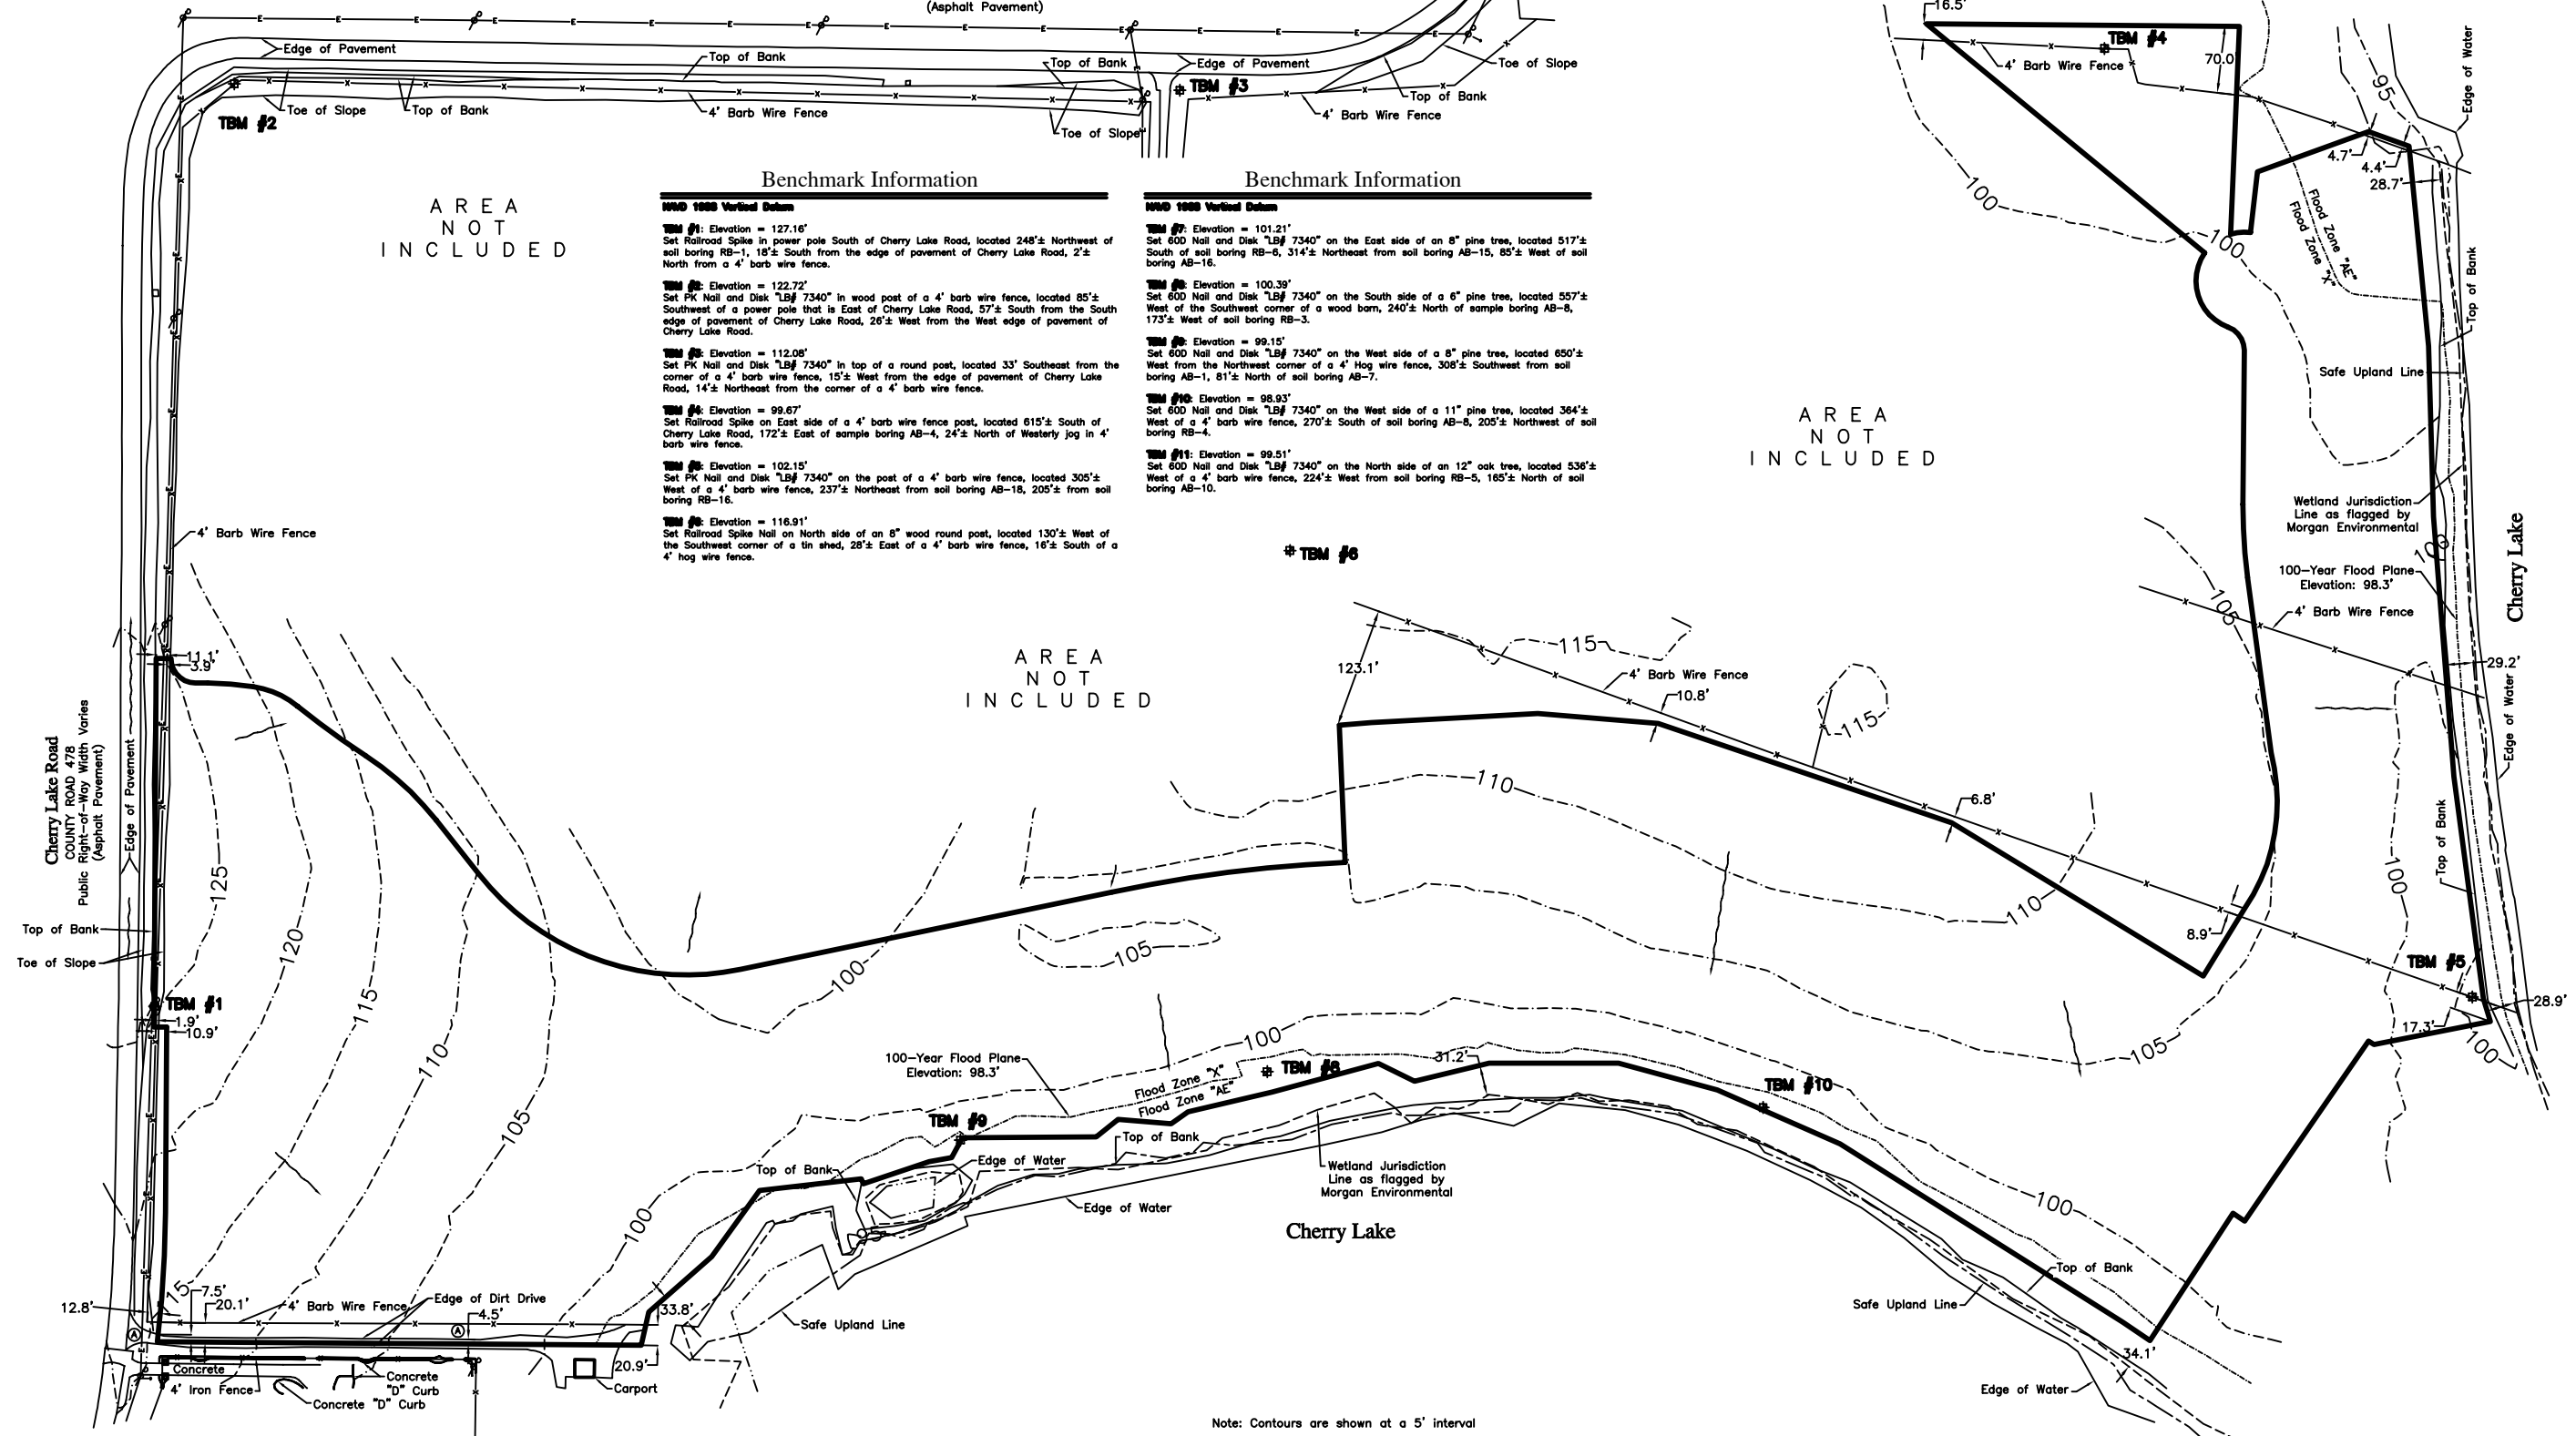 (Asphalt Pavement)
Edge of Pavement
Top of Bank
Top of Bank
Edge of Pavement
Toe of Slope
Toe of Slope
Top of Bank
4' Barb Wire Fence
TBM #3
Top of Bank
4' Barb Wire Fence
Toe of Slope
TBM #2
16.5'
TBM #4
4' Barb Wire Fence
70.0'
95
Edge of Water
4.7'
4.4'
28.7'
100
100
Flood Zone "AE"
Flood Zone "X"
Top of Bank
AREA
NOT
INCLUDED
Benchmark Information
NAVD 1988 Vertical Datum
TBM #1: Elevation = 127.16'
Set Railroad Spike in power pole South of Cherry Lake Road, located 248'± Northwest of
soil boring RB-1, 18'± South from the edge of pavement of Cherry Lake Road, 2'±
North from a 4' barb wire fence.
TBM #2: Elevation = 122.72'
Set PK Nail and Disk "LB# 7340" in wood post of a 4' barb wire fence, located 85'±
Southwest of a power pole that is East of Cherry Lake Road, 57'± South from the South
edge of pavement of Cherry Lake Road, 26'± West from the West edge of pavement of
Cherry Lake Road.
TBM #3: Elevation = 112.08'
Set PK Nail and Disk "LB# 7340" in top of a round post, located 33' Southeast from the
corner of a 4' barb wire fence, 15'± West from the edge of pavement of Cherry Lake
Road, 14'± Northeast from the corner of a 4' barb wire fence.
TBM #4: Elevation = 99.67'
Set Railroad Spike on East side of a 4' barb wire fence post, located 615'± South of
Cherry Lake Road, 172'± East of sample boring AB-4, 24'± North of Westerly jog in 4'
barb wire fence.
TBM #5: Elevation = 102.15'
Set PK Nail and Disk "LB# 7340" on the post of a 4' barb wire fence, located 305'±
West of a 4' barb wire fence, 237'± Northeast from soil boring AB-18, 205'± from soil
boring RB-16.
TBM #6: Elevation = 116.91'
Set Railroad Spike Nail on North side of an 8" wood round post, located 130'± West of
the Southwest corner of a tin shed, 28'± East of a 4' barb wire fence, 16'± South of a
4' hog wire fence.
Benchmark Information
NAVD 1988 Vertical Datum
TBM #7: Elevation = 101.21'
Set 60D Nail and Disk "LB# 7340" on the East side of an 8" pine tree, located 517'±
South of soil boring RB-6, 314'± Northeast from soil boring AB-15, 85'± West of soil
boring AB-16.
TBM #8: Elevation = 100.39'
Set 60D Nail and Disk "LB# 7340" on the South side of a 6" pine tree, located 557'±
West of the Southwest corner of a wood barn, 240'± North of sample boring AB-8,
173'± West of soil boring RB-3.
TBM #9: Elevation = 99.15'
Set 60D Nail and Disk "LB# 7340" on the West side of a 8" pine tree, located 650'±
West from the Northwest corner of a 4' Hog wire fence, 308'± Southwest from soil
boring AB-1, 81'± North of soil boring AB-7.
TBM #10: Elevation = 98.93'
Set 60D Nail and Disk "LB# 7340" on the West side of a 11" pine tree, located 364'±
West of a 4' barb wire fence, 270'± South of soil boring AB-8, 205'± Northwest of soil
boring RB-4.
TBM #11: Elevation = 99.51'
Set 60D Nail and Disk "LB# 7340" on the North side of an 12" oak tree, located 536'±
West of a 4' barb wire fence, 224'± West from soil boring RB-5, 165'± North of soil
boring AB-10.
TBM #6
AREA
NOT
INCLUDED
Safe Upland Line
Wetland Jurisdiction
Line as flagged by
Morgan Environmental
100
100-Year Flood Plane
Elevation: 98.3'
4' Barb Wire Fence
Cherry Lake
105
29.2'
Edge of Water
Top of Bank
100
4' Barb Wire Fence
11.1'
3.9'
AREA
NOT
INCLUDED
123.1'
115
4' Barb Wire Fence
10.8'
115
110
6.8'
110
8.9'
TBM #5
28.9'
17.3'
100
105
Cherry Lake Road
COUNTY ROAD 478
Public Right-of-Way Width Varies
(Asphalt Pavement)
Edge of Pavement
Top of Bank
Toe of Slope
125
120
115
110
105
TBM #1
1.9'
10.9'
100
105
100
100-Year Flood Plane
Elevation: 98.3'
Flood Zone "X"
Flood Zone "AE"
31.2'
TBM #10
TBM #9
Top of Bank
Edge of Water
Top of Bank
Wetland Jurisdiction
Line as flagged by
Morgan Environmental
Edge of Water
Cherry Lake
100
100
Top of Bank
Safe Upland Line
34.1'
Edge of Water
12.8'
7.5'
20.1'
4' Barb Wire Fence
Edge of Dirt Drive
4.5'
A
A
33.8'
Safe Upland Line
20.9'
Carport
Concrete
4' Iron Fence
Concrete
"D" Curb
Concrete "D" Curb
Note: Contours are shown at a 5' interval